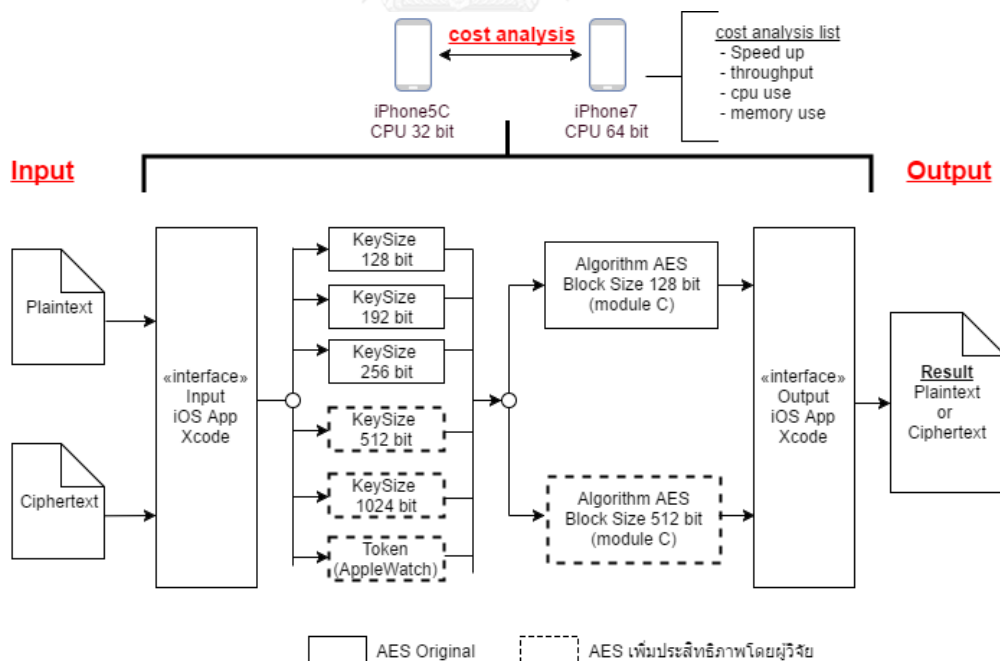 cost analysis
iPhone5C
CPU 32 bit
iPhone7
CPU 64 bit
cost analysis list
- Speed up
- throughput
- cpu use
- memory use
Input
Output
Plaintext
Ciphertext
«interface»
Input
iOS App
Xcode
KeySize
128 bit
KeySize
192 bit
KeySize
256 bit
KeySize
512 bit
KeySize
1024 bit
Token
(AppleWatch)
Algorithm AES
Block Size 128 bit
(module C)
Algorithm AES
Block Size 512 bit
(module C)
«interface»
Output
iOS App
Xcode
Result
Plaintext
or
Ciphertext
AES Original
AES เพิ่มประสิทธิภาพโดยผู้วิจัย